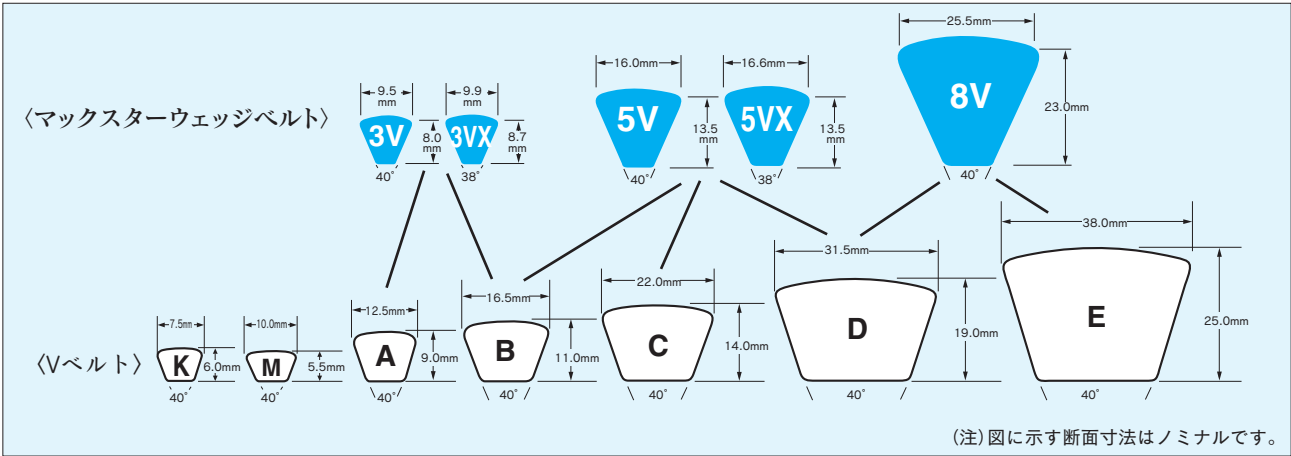 25.5mm
16.0mm
16.6mm
9.5
mm
9.9
mm
〈マックスターウェッジベルト〉
3V
8.0
mm
3VX
8.7
mm
5V
13.5
mm
5VX
13.5
mm
8V
23.0mm
40°
38°
40°
38°
40°
38.0mm
31.5mm
22.0mm
16.5mm
12.5mm
7.5mm
10.0mm
〈Vベルト〉
K
6.0mm
M
5.5mm
A
9.0mm
B
11.0mm
C
14.0mm
D
19.0mm
E
25.0mm
40°
40°
40°
40°
40°
40°
40°
(注)図に示す断面寸法はノミナルです。